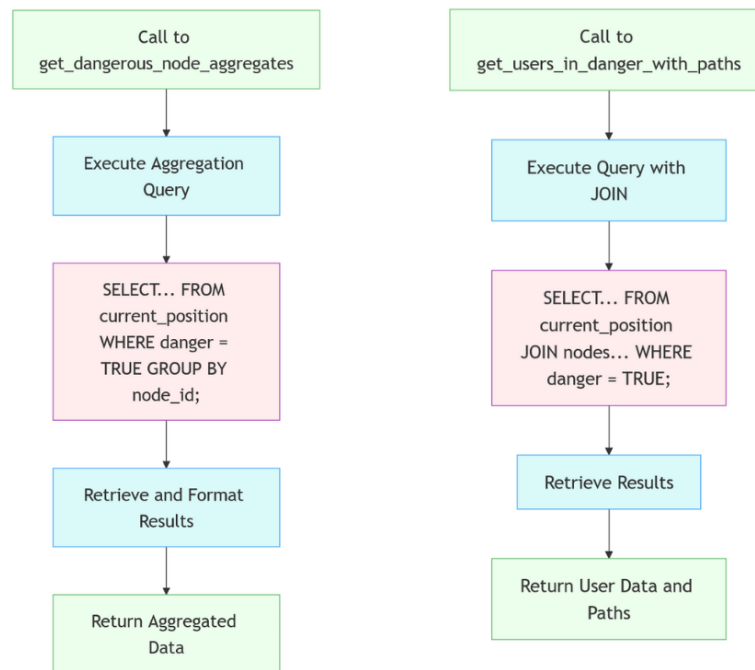 Call to
get_dangerous_node_aggregates
Execute Aggregation
Query
SELECT... FROM
current_position
WHERE danger =
TRUE GROUP BY
node_id;
Retrieve and Format
Results
Return Aggregated
Data
Call to
get_users_in_danger_with_paths
Execute Query with
JOIN
SELECT... FROM
current_position
JOIN nodes... WHERE
danger = TRUE;
Retrieve Results
Return User Data and
Paths